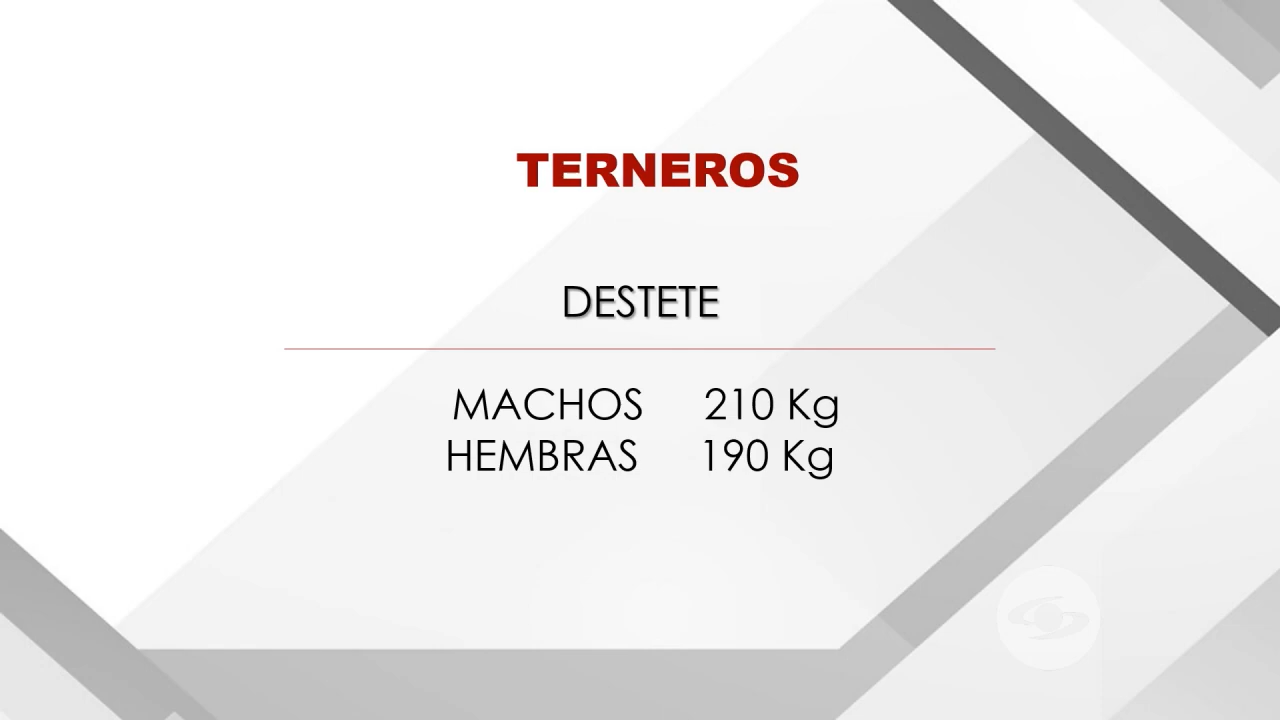 TERNEROS
DESTETE
MACHOS 210 Kg
HEMBRAS 190 Kg